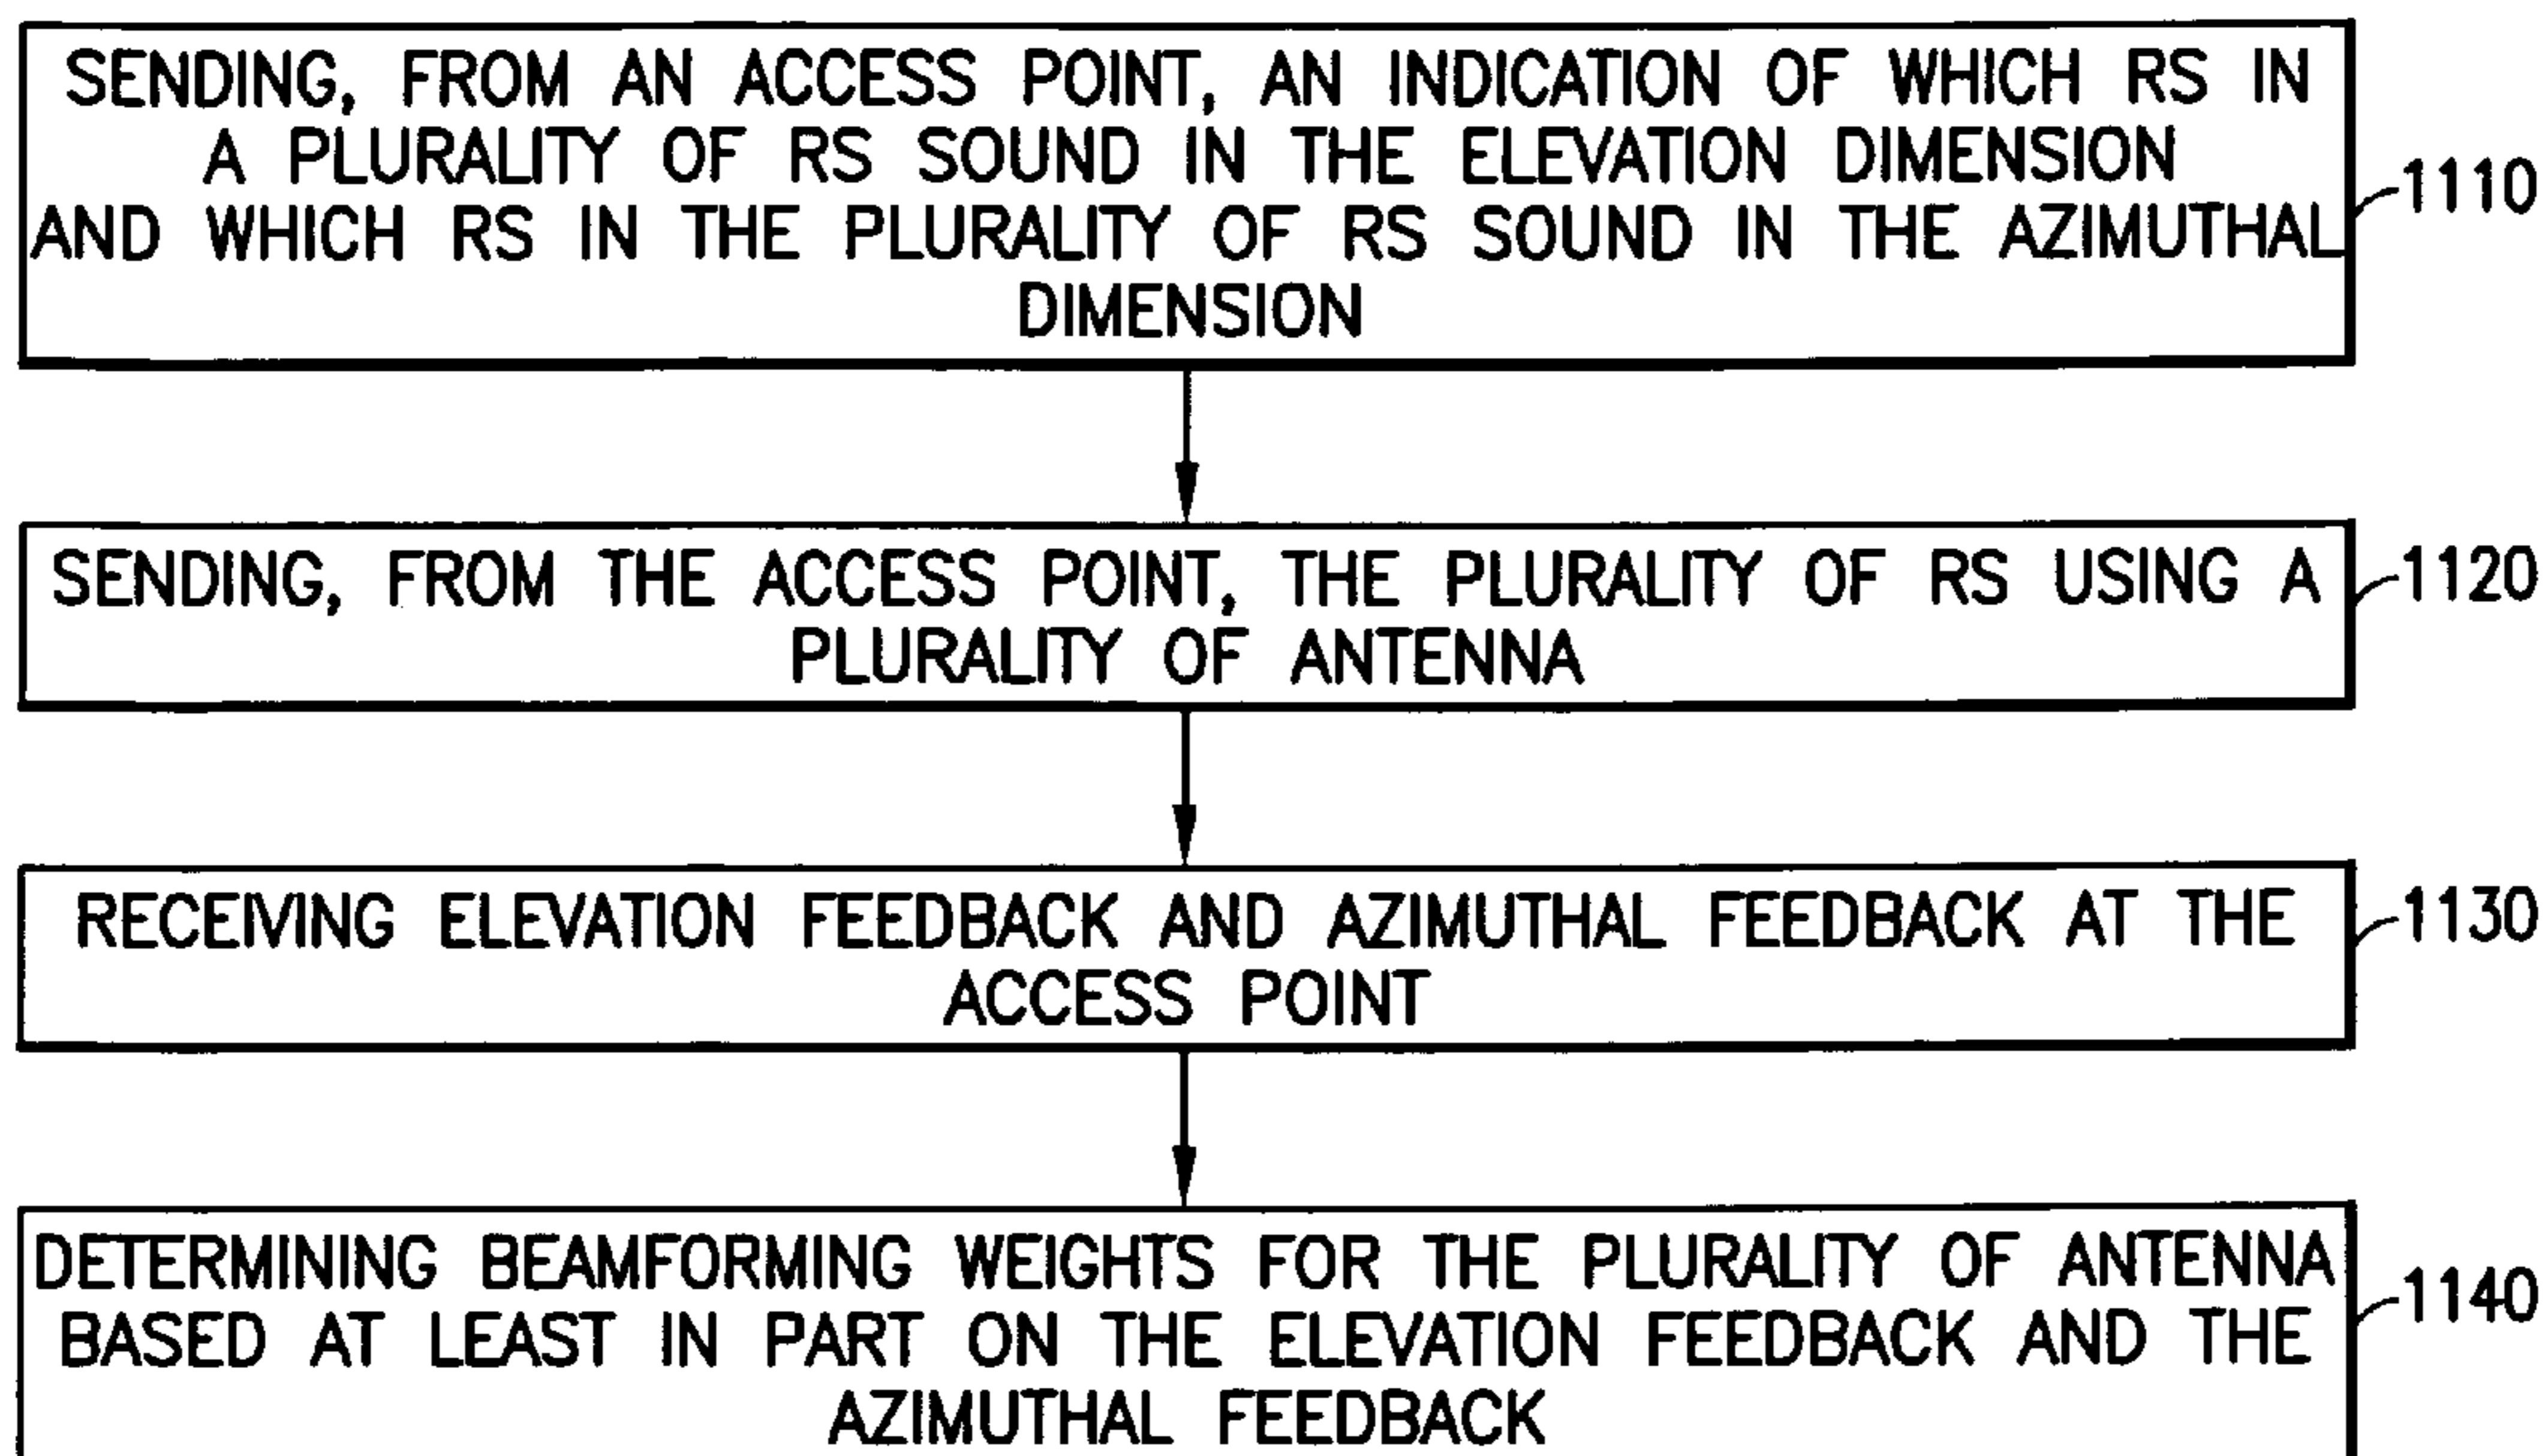 SENDING, FROM AN ACCESS POINT, AN INDICATION OF WHICH RS IN
A PLURALITY OF RS SOUND IN THE ELEVATION DIMENSION
AND WHICH RS IN THE PLURALITY OF RS SOUND IN THE AZIMUTHAL
DIMENSION
1110
SENDING, FROM THE ACCESS POINT, THE PLURALITY OF RS USING A
PLURALITY OF ANTENNA
1120
RECEIVING ELEVATION FEEDBACK AND AZIMUTHAL FEEDBACK AT THE
ACCESS POINT
1130
DETERMINING BEAMFORMING WEIGHTS FOR THE PLURALITY OF ANTENNA
BASED AT LEAST IN PART ON THE ELEVATION FEEDBACK AND THE
AZIMUTHAL FEEDBACK
1140